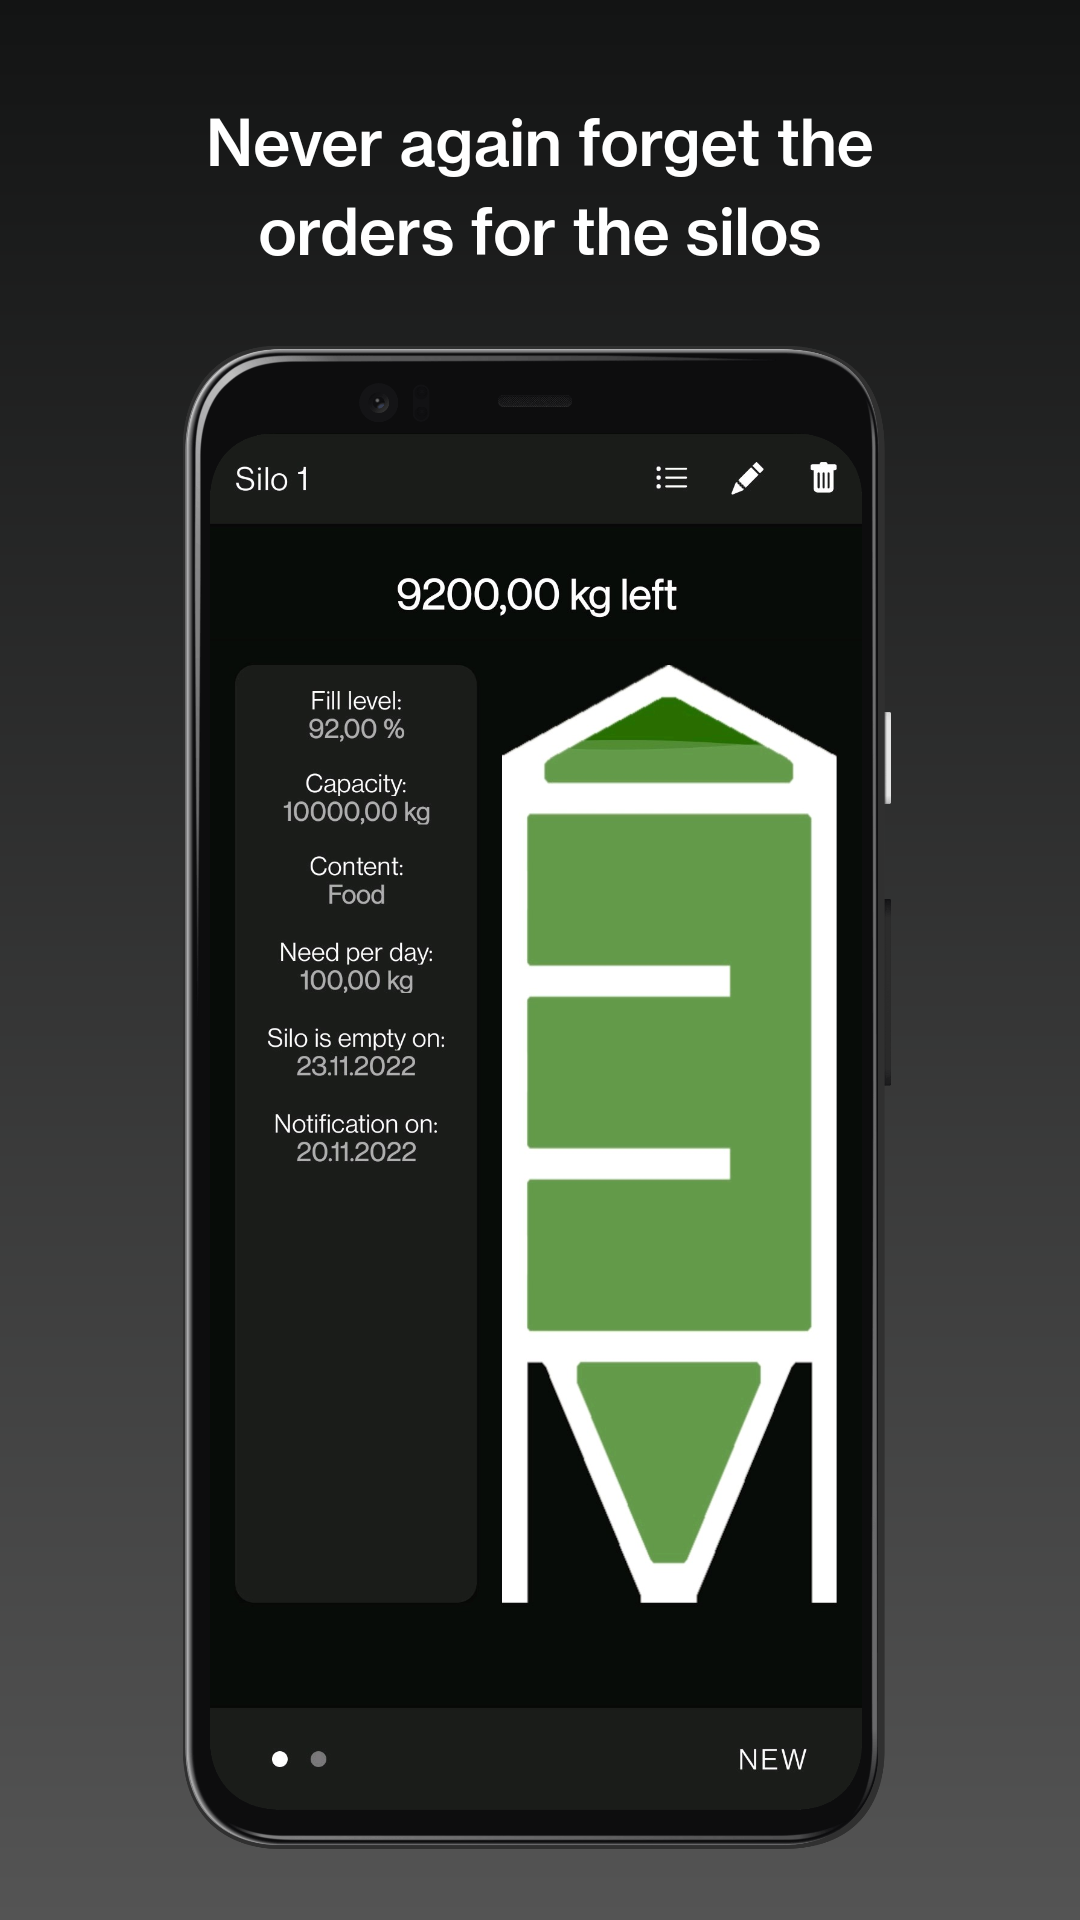 Never again forget the
orders for the silos
Silo 1
9200,00 kg left
Fill level:
92,00 %
Capacity:
10000,00 kg
Content:
Food
Need per day:
100,00 kg
Silo is empty on:
23.11.2022
Notification on:
20.11.2022
NEW